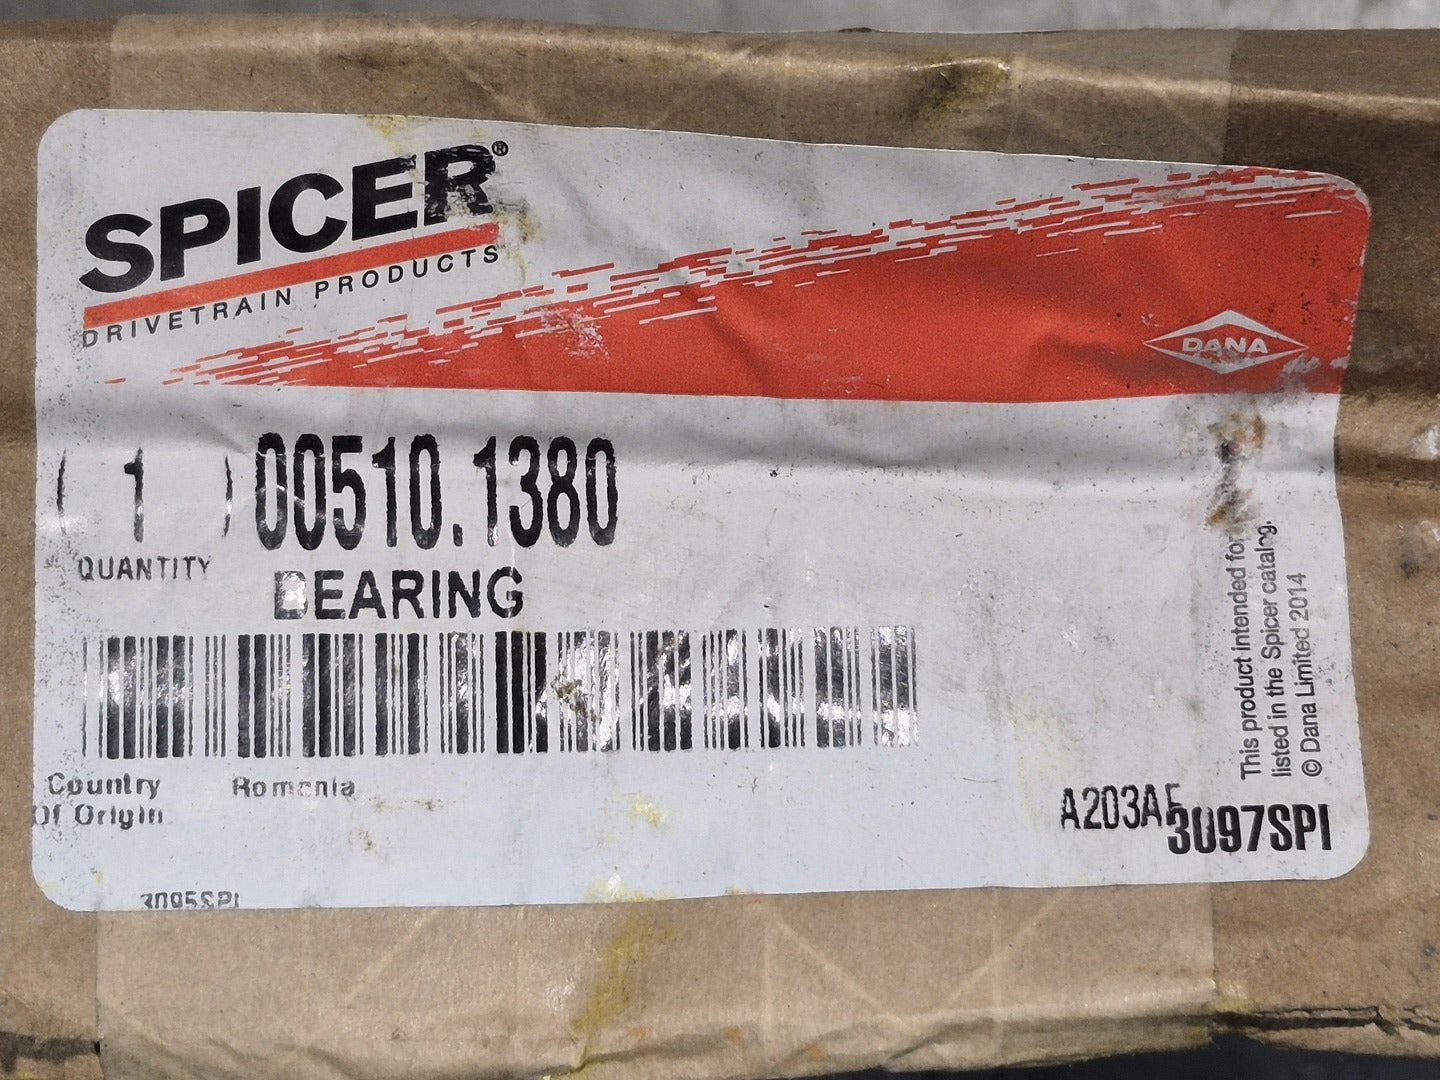 SPICER®
DRIVETRAIN PRODUCTS
DANA
( 1 ) 00510.1380
QUANTITY
BEARING
Country Romania
Of Origin
This product intended for
listed in the Spicer catalog.
© Dana Limited 2014
A203A
3097SPI
3095SPI